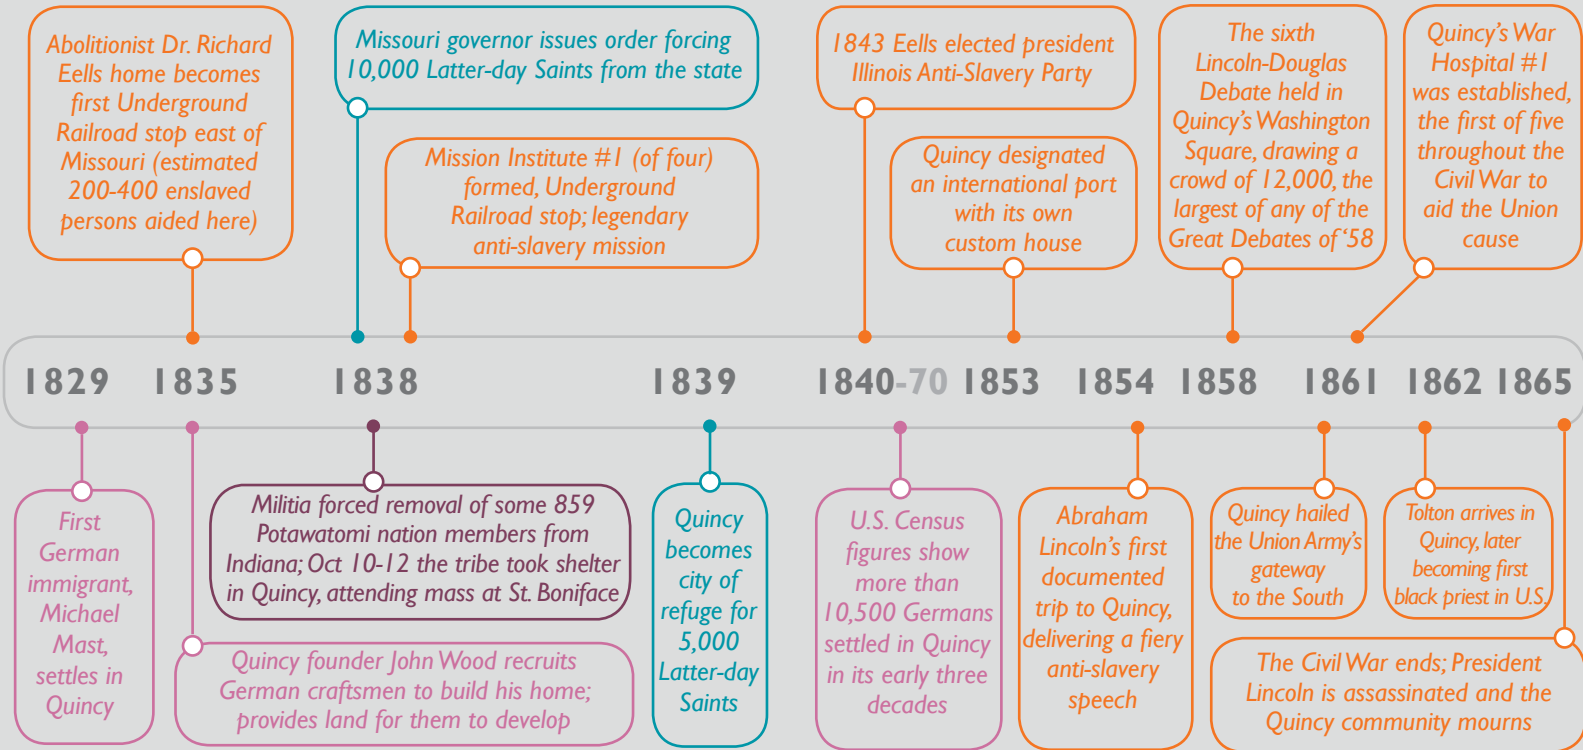 Abolitionist Dr. Richard
Eells home becomes
first Underground
Railroad stop east of
Missouri (estimated
200-400 enslaved
persons aided here)
Missouri governor issues order forcing
10,000 Latter-day Saints from the state
Mission Institute #1 (of four)
formed, Underground
Railroad stop; legendary
anti-slavery mission
1843 Eells elected president
Illinois Anti-Slavery Party
Quincy designated
an international port
with its own
custom house
The sixth
Lincoln-Douglas
Debate held in
Quincy's Washington
Square, drawing a
crowd of 12,000, the
largest of any of the
Great Debates of '58
Quincy's War
Hospital #1
was established,
the first of five
throughout the
Civil War to
aid the Union
cause
1829 1835 1838 1839 1840-70 1853 1854 1858 1861 1862 1865
First
German
immigrant,
Michael
Mast,
settles in
Quincy
Militia forced removal of some 859
Potawatomi nation members from
Indiana; Oct 10-12 the tribe took shelter
in Quincy, attending mass at St. Boniface
Quincy founder John Wood recruits
German craftsmen to build his home;
provides land for them to develop
Quincy
becomes
city of
refuge for
5,000
Latter-day
Saints
U.S. Census
figures show
more than
10,500 Germans
settled in Quincy
in its early three
decades
Abraham
Lincoln's first
documented
trip to Quincy,
delivering a fiery
anti-slavery
speech
Quincy hailed
the Union Army's
gateway
to the South
Tolton arrives in
Quincy, later
becoming first
black priest in U.S.
The Civil War ends; President
Lincoln is assassinated and the
Quincy community mourns